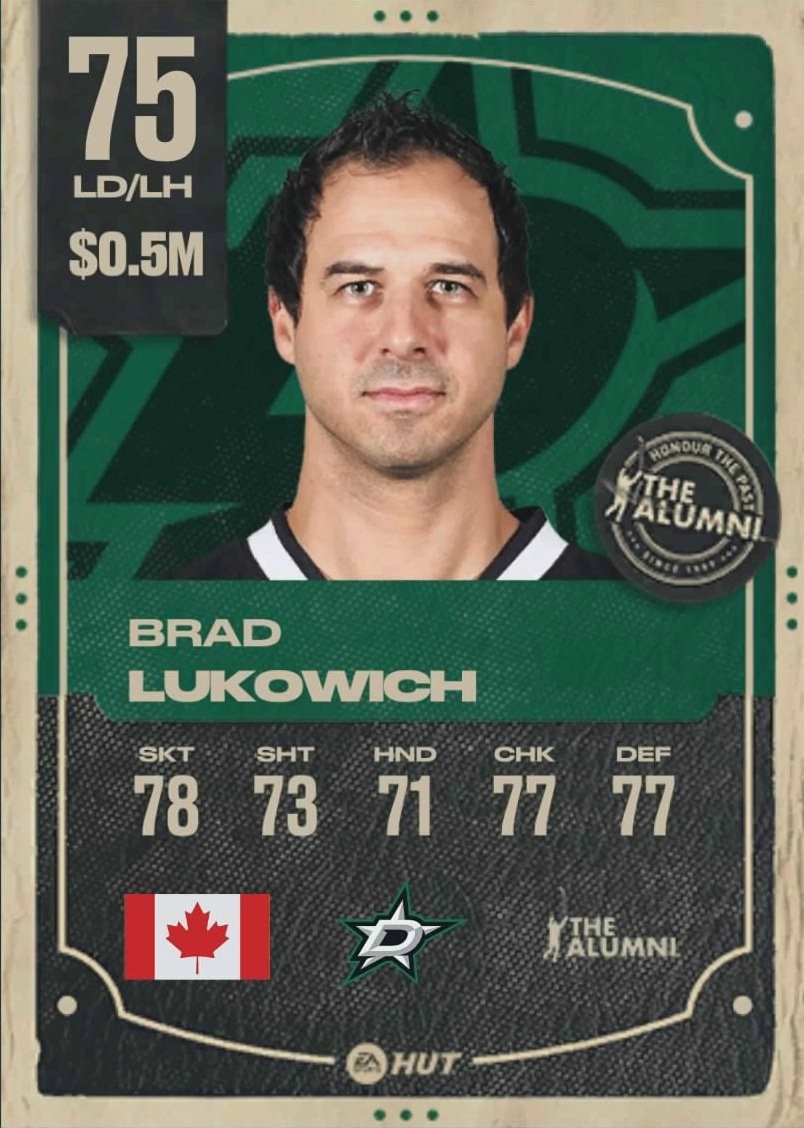 75
LD/LH
$0.5M
HONOUR THE PAST
THE
ALUMNI
BRAD
LUKOWICH
SKT SHT HND CHK DEF
78 73 71 77 77
D
THE
ALUMNI
EA HUT